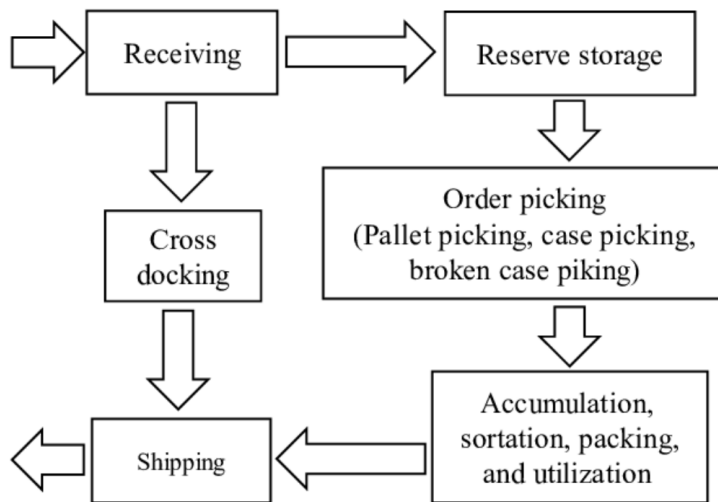 Receiving
Reserve storage
Order picking
(Pallet picking, case picking,
broken case piking)
Cross
docking
Accumulation,
sortation, packing,
and utilization
Shipping